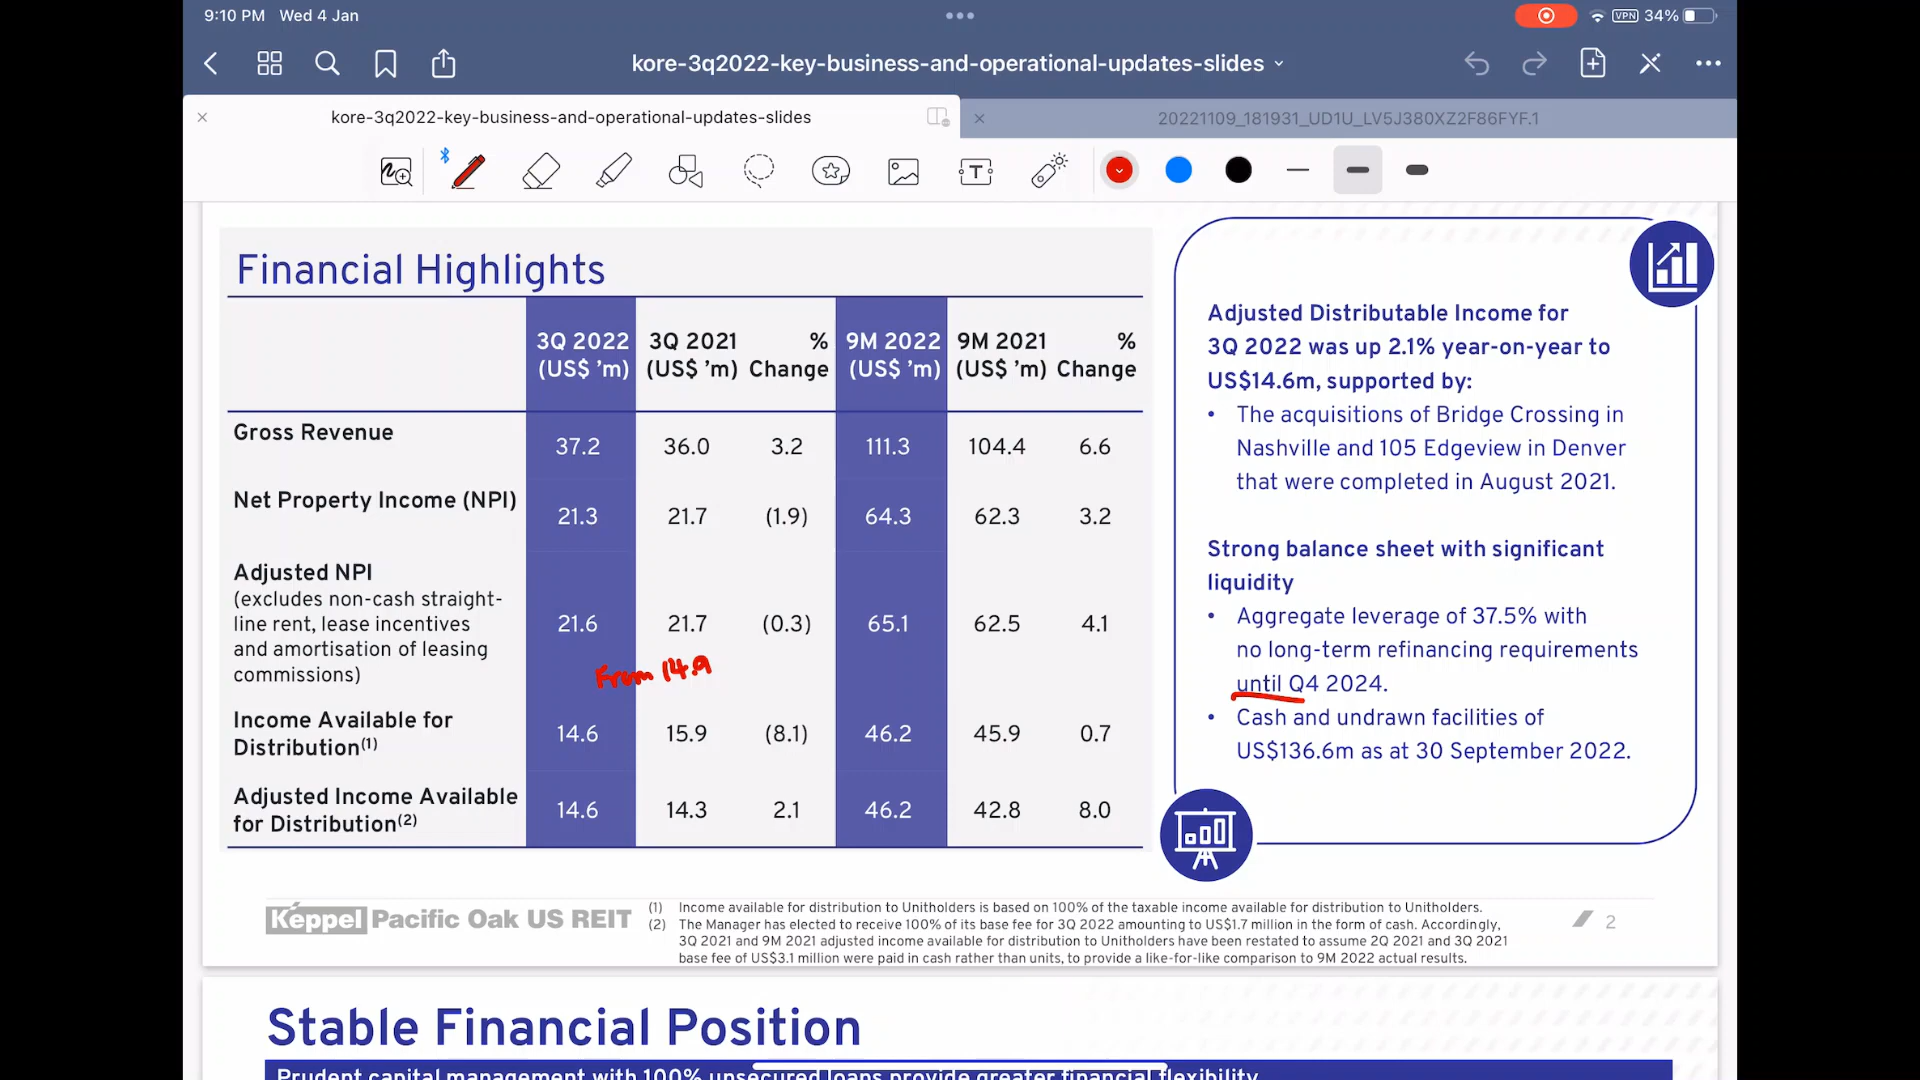 9:10 PM Wed 4 Jan
VPN 34%
kore-3q2022-key-business-and-operational-updates-slides
kore-3q2022-key-business-and-operational-updates-slides
20221109_181931_UD1U_LV5J380XZ2F86FYF.1
T
Financial Highlights
3Q 2022 (US$ ’m) 3Q 2021 (US$ ’m) % Change 9M 2022 (US$ ’m) 9M 2021 (US$ ’m) % Change
Gross Revenue 37.2 36.0 3.2 111.3 104.4 6.6
Net Property Income (NPI) 21.3 21.7 (1.9) 64.3 62.3 3.2
Adjusted NPI
(excludes non-cash straight-
line rent, lease incentives
and amortisation of leasing
commissions)
21.6 21.7 (0.3) 65.1 62.5 4.1
From 14.9
Income Available for
Distribution(1)
14.6 15.9 (8.1) 46.2 45.9 0.7
Adjusted Income Available
for Distribution(2)
14.6 14.3 2.1 46.2 42.8 8.0
Adjusted Distributable Income for
3Q 2022 was up 2.1% year-on-year to
US$14.6m, supported by:
• The acquisitions of Bridge Crossing in
Nashville and 105 Edgeview in Denver
that were completed in August 2021.
Strong balance sheet with significant
liquidity
• Aggregate leverage of 37.5% with
no long-term refinancing requirements
until Q4 2024.
• Cash and undrawn facilities of
US$136.6m as at 30 September 2022.
Keppel Pacific Oak US REIT
(1) Income available for distribution to Unitholders is based on 100% of the taxable income available for distribution to Unitholders.
(2) The Manager has elected to receive 100% of its base fee for 3Q 2022 amounting to US$1.7 million in the form of cash. Accordingly,
3Q 2021 and 9M 2021 adjusted income available for distribution to Unitholders have been restated to assume 2Q 2021 and 3Q 2021
base fee of US$3.1 million were paid in cash rather than units, to provide a like-for-like comparison to 9M 2022 actual results.
2
Stable Financial Position
Prudent capital management with 100% unsecured loans provide greater financial flexibility